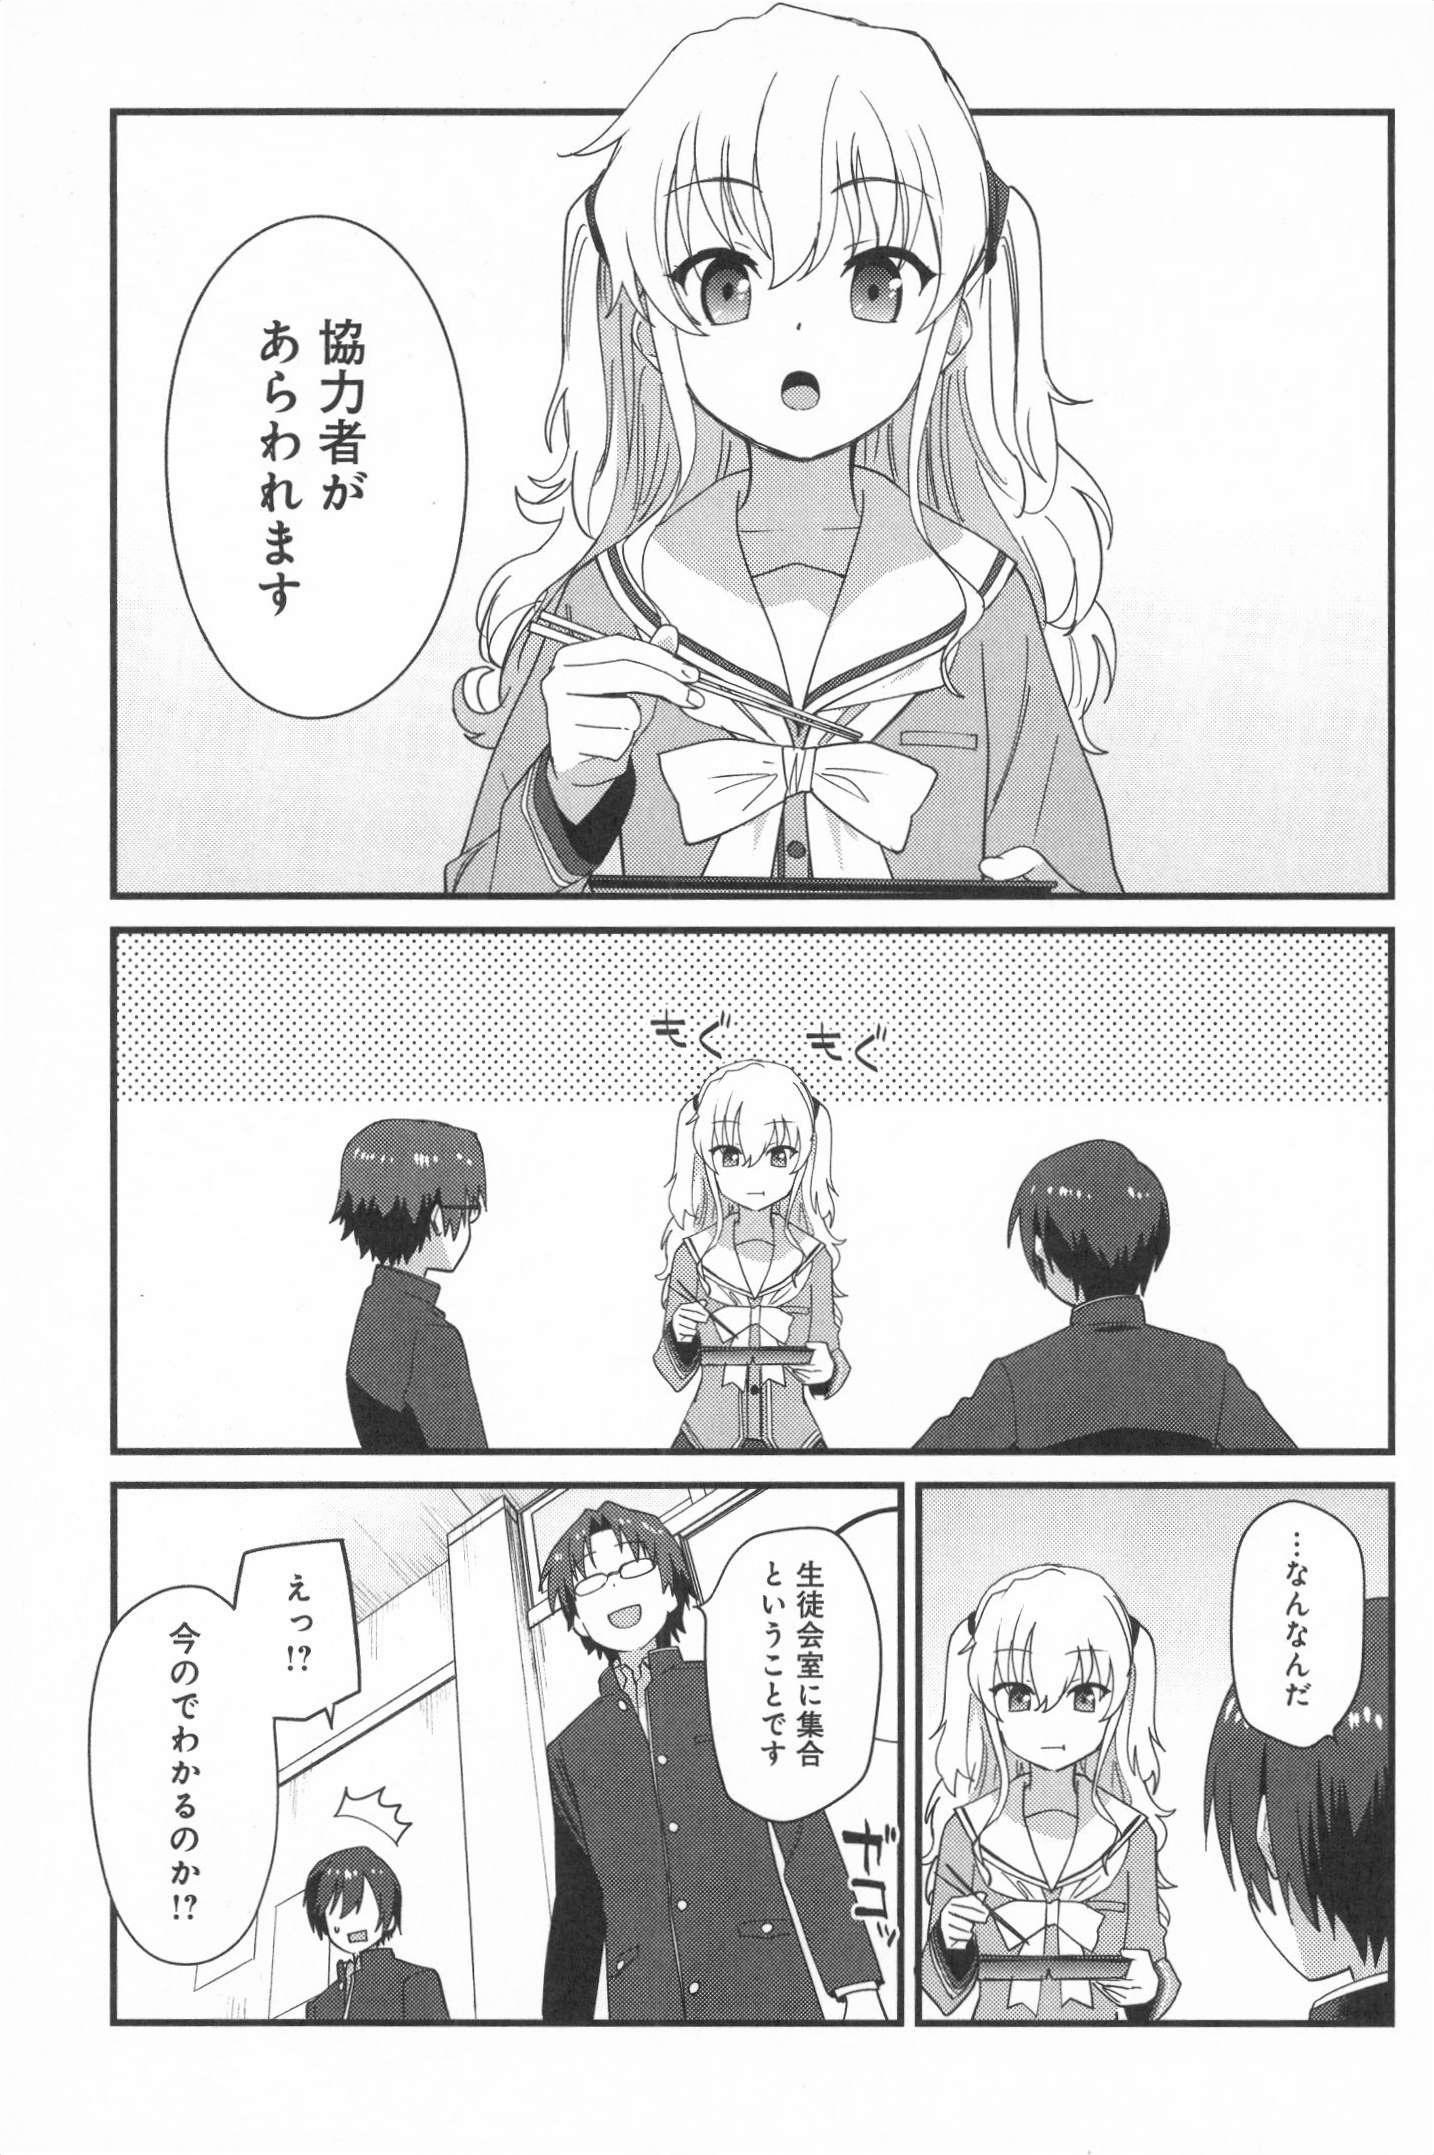 協力者が
あらわれます
もぐ
もぐ
…なんなんだ
生徒会室に集合
ということです
ガコッ
えっ!?
今のでわかるのか!?